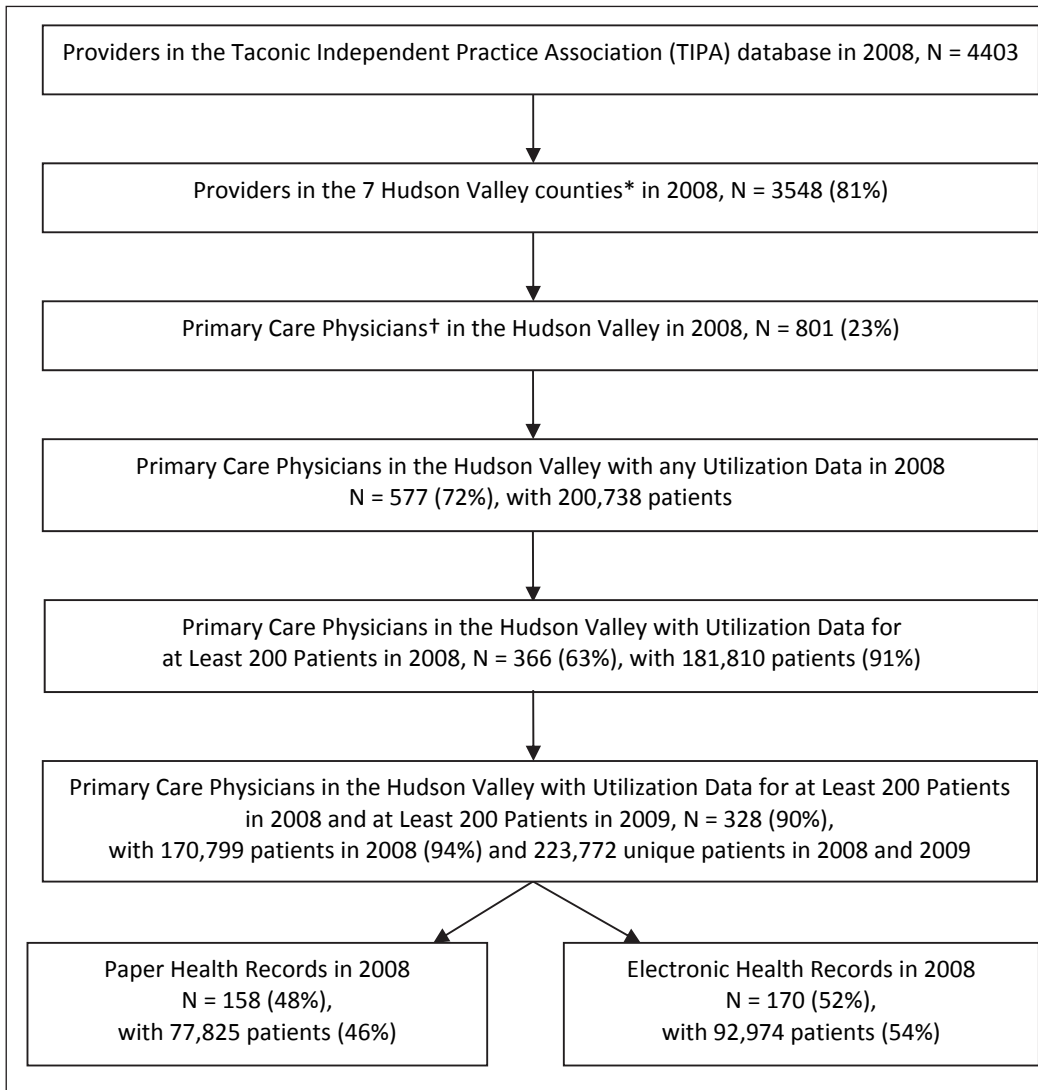 Providers in the Taconic Independent Practice Association (TIPA) database in 2008, N = 4403
Providers in the 7 Hudson Valley counties* in 2008, N = 3548 (81%)
Primary Care Physicians† in the Hudson Valley in 2008, N = 801 (23%)
Primary Care Physicians in the Hudson Valley with any Utilization Data in 2008
N = 577 (72%), with 200,738 patients
Primary Care Physicians in the Hudson Valley with Utilization Data for
at Least 200 Patients in 2008, N = 366 (63%), with 181,810 patients (91%)
Primary Care Physicians in the Hudson Valley with Utilization Data for at Least 200 Patients
in 2008 and at Least 200 Patients in 2009, N = 328 (90%),
with 170,799 patients in 2008 (94%) and 223,772 unique patients in 2008 and 2009
Paper Health Records in 2008
N = 158 (48%),
with 77,825 patients (46%)
Electronic Health Records in 2008
N = 170 (52%),
with 92,974 patients (54%)